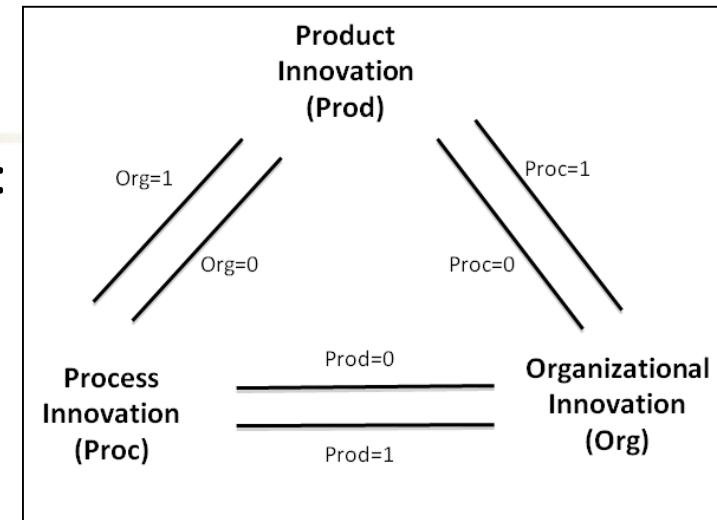 Product
Innovation
(Prod)
:
Org=1
Proc=1
Org=0
Proc=0
Prod=0
Process
Innovation
(Proc)
Organizational
Innovation
(Org)
Prod=1